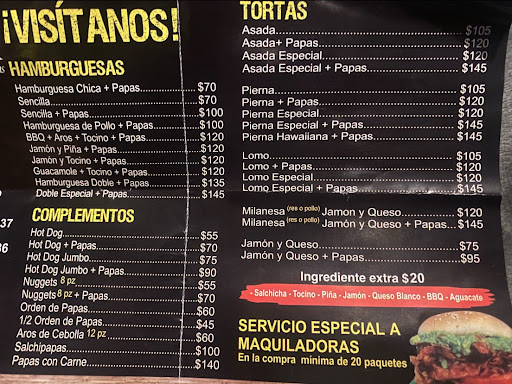 ¡VISÍTANOS!
HAMBURGUESAS
Hamburguesa Chica + Papas $70
Sencilla $70
Sencilla + Papas $100
Hamburguesa de Pollo + Papas $100
BBQ + Aros + Tocino + Papas $120
Jamón y Piña + Papas $120
Jamón y Tocino + Papas $120
Guacamole + Tocino + Papas $120
Hamburguesa Doble + Papas $135
Doble Especial + Papas $145
COMPLEMENTOS
Hot Dog $55
Hot Dog + Papas $70
Hot Dog Jumbo $75
Hot Dog Jumbo + Papas $90
Nuggets 8 pz $55
Nuggets 8 pz + Papas $70
Orden de Papas $60
1/2 Orden de Papas $45
Aros de Cebolla 12 pz $60
Salchipapas $100
Papas con Carne $140
37
36
TORTAS
Asada $105
Asada+ Papas $120
Asada Especial $120
Asada Especial + Papas $145
Pierna $105
Pierna + Papas $120
Pierna Especial $120
Pierna Especial + Papas $145
Pierna Hawaiiana + Papas $145
Lomo $105
Lomo + Papas $120
Lomo Especial $120
Lomo Especial + Papas $145
Milanesa (res o pollo) Jamon y Queso $120
Milanesa (res o pollo) Jamon y Queso + Papas $145
Jamón y Queso $75
Jamón y Queso + Papas $95
Ingrediente extra $20
- Salchicha - Tocino - Piña - Jamón - Queso Blanco - BBQ - Aguacate
SERVICIO ESPECIAL A
MAQUILADORAS
En la compra mínima de 20 paquetes